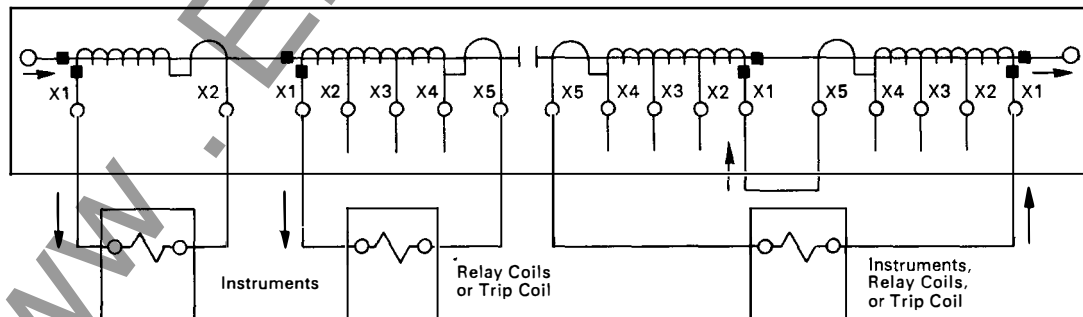 X1 X2 X1 X2 X3 X4 X5 X5 X4 X3 X2 X1 X5 X4 X3 X2 X1
Instruments
Relay Coils
or Trip Coil
Instruments,
Relay Coils,
or Trip Coil
www . E